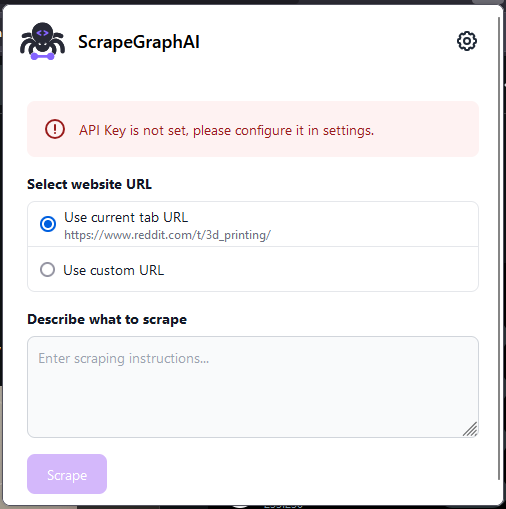 ScrapeGraphAI
API Key is not set, please configure it in settings.
Select website URL
Use current tab URL
https://www.reddit.com/t/3d_printing/
Use custom URL
Describe what to scrape
Enter scraping instructions...
Scrape